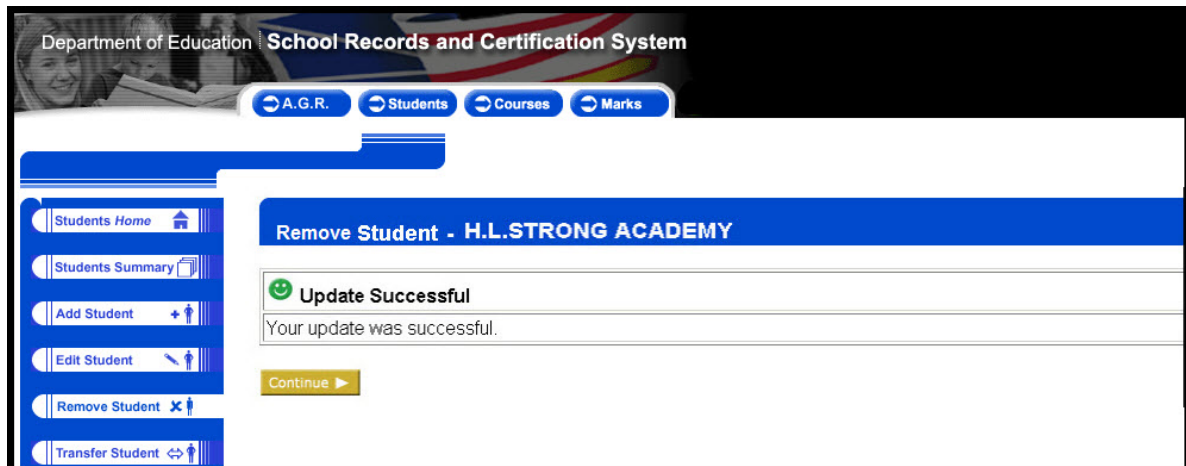 Department of Education School Records and Certification System
A.G.R. Students Courses Marks
Students Home
Students Summary
Add Student
Edit Student
Remove Student
Transfer Student
Remove Student - H.L.STRONG ACADEMY
Update Successful
Your update was successful.
Continue